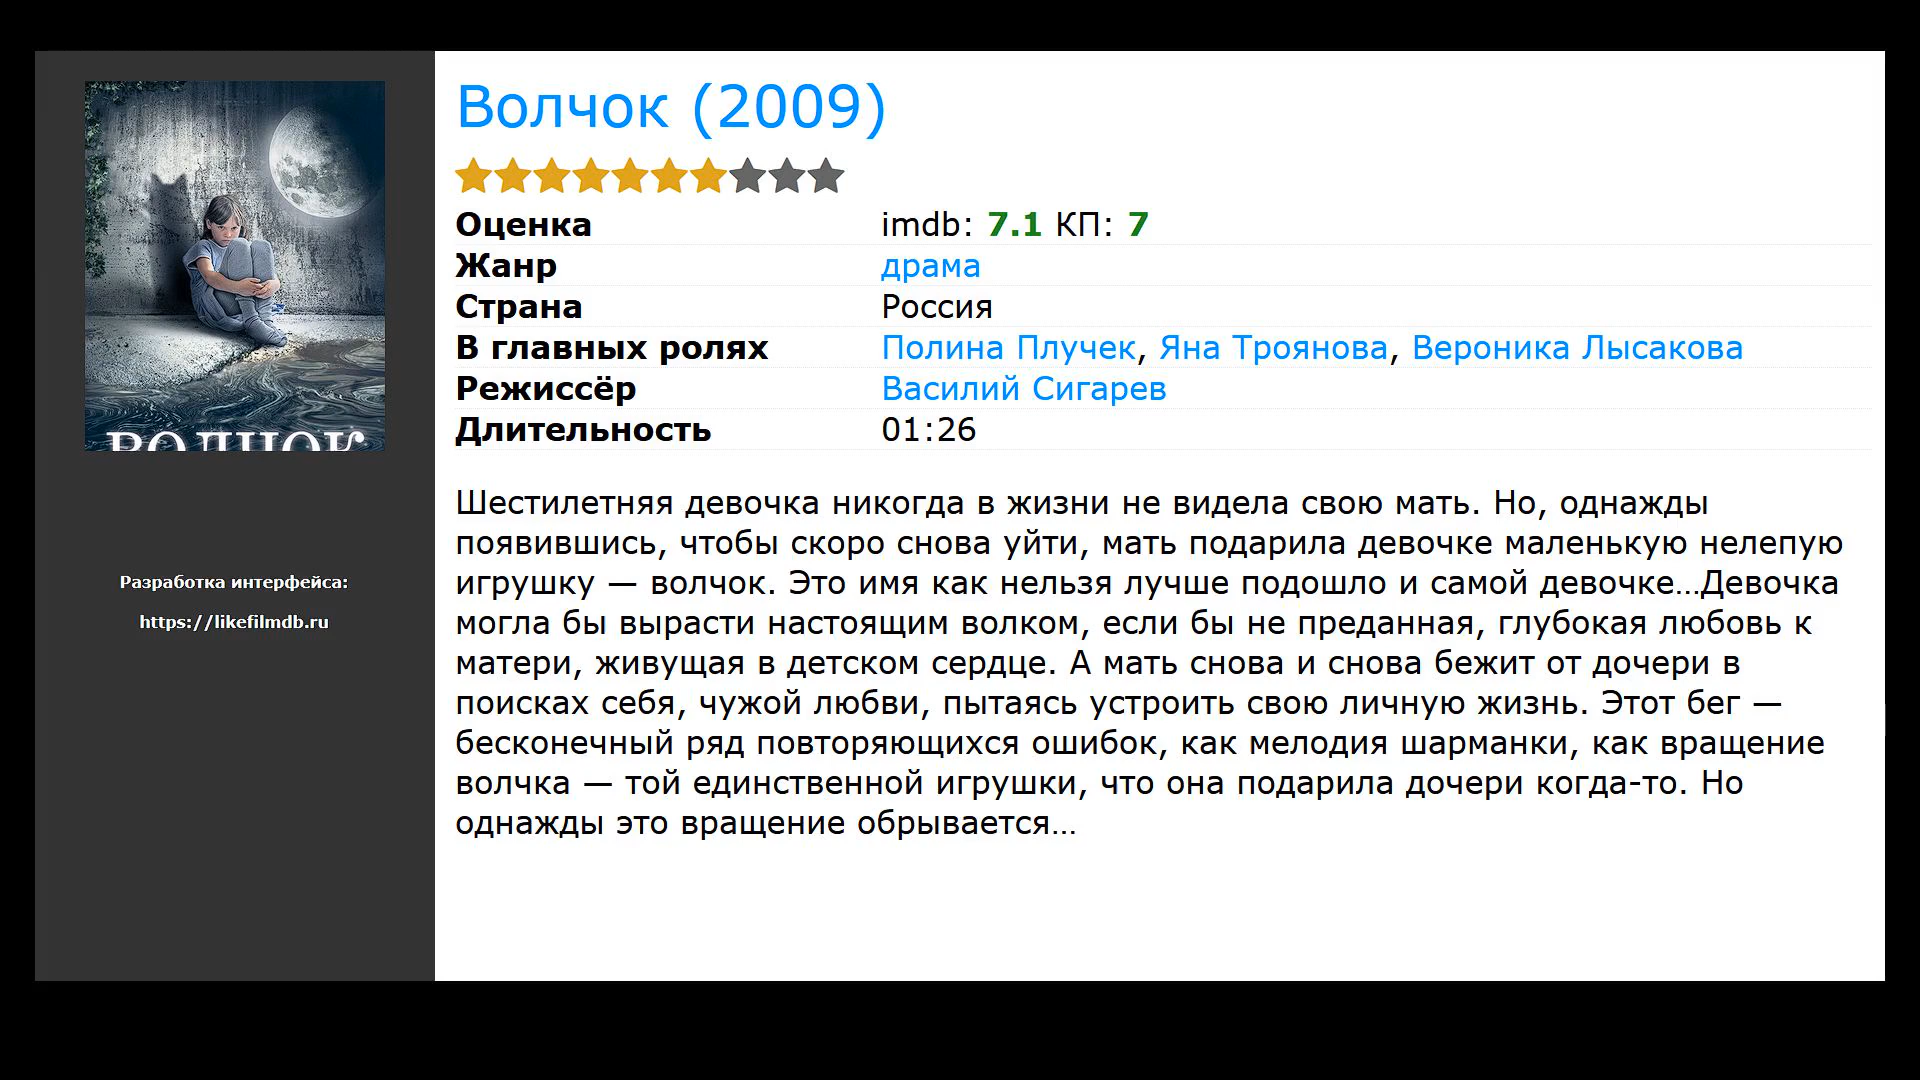 Волчок (2009)
Оценка imdb: 7.1 КП: 7
Жанр драма
Страна Россия
В главных ролях Полина Плучек, Яна Троянова, Вероника Лысакова
Режиссёр Василий Сигарев
Длительность 01:26
Шестилетняя девочка никогда в жизни не видела свою мать. Но, однажды
появившись, чтобы скоро снова уйти, мать подарила девочке маленькую нелепую
игрушку — волчок. Это имя как нельзя лучше подошло и самой девочке...Девочка
могла бы вырасти настоящим волком, если бы не преданная, глубокая любовь к
матери, живущая в детском сердце. А мать снова и снова бежит от дочери в
поисках себя, чужой любви, пытаясь устроить свою личную жизнь. Этот бег —
бесконечный ряд повторяющихся ошибок, как мелодия шарманки, как вращение
волчка — той единственной игрушки, что она подарила дочери когда-то. Но
однажды это вращение обрывается...
ВОЛЧОК
Разработка интерфейса:
https://likefilmdb.ru